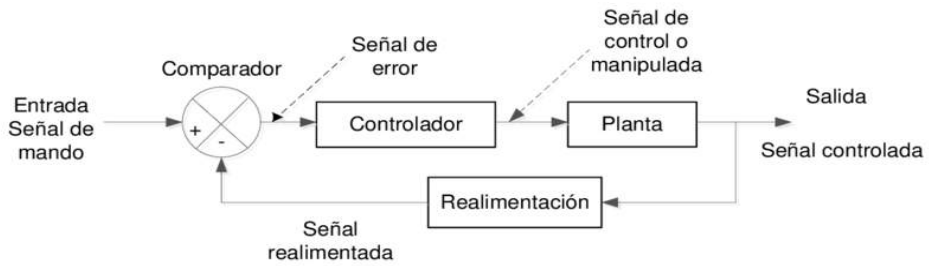 Señal de
control o
manipulada
Señal de
error
Comparador
Entrada
Señal de
mando
+
-
Controlador
Planta
Salida
Señal controlada
Realimentación
Señal
realimentada